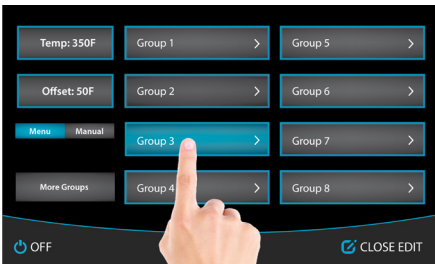 Temp: 350F
Group 1
Group 5
Offset: 50F
Group 2
Group 6
Menu
Manual
Group 3
Group 7
More Groups
Group 4
Group 8
OFF
CLOSE EDIT